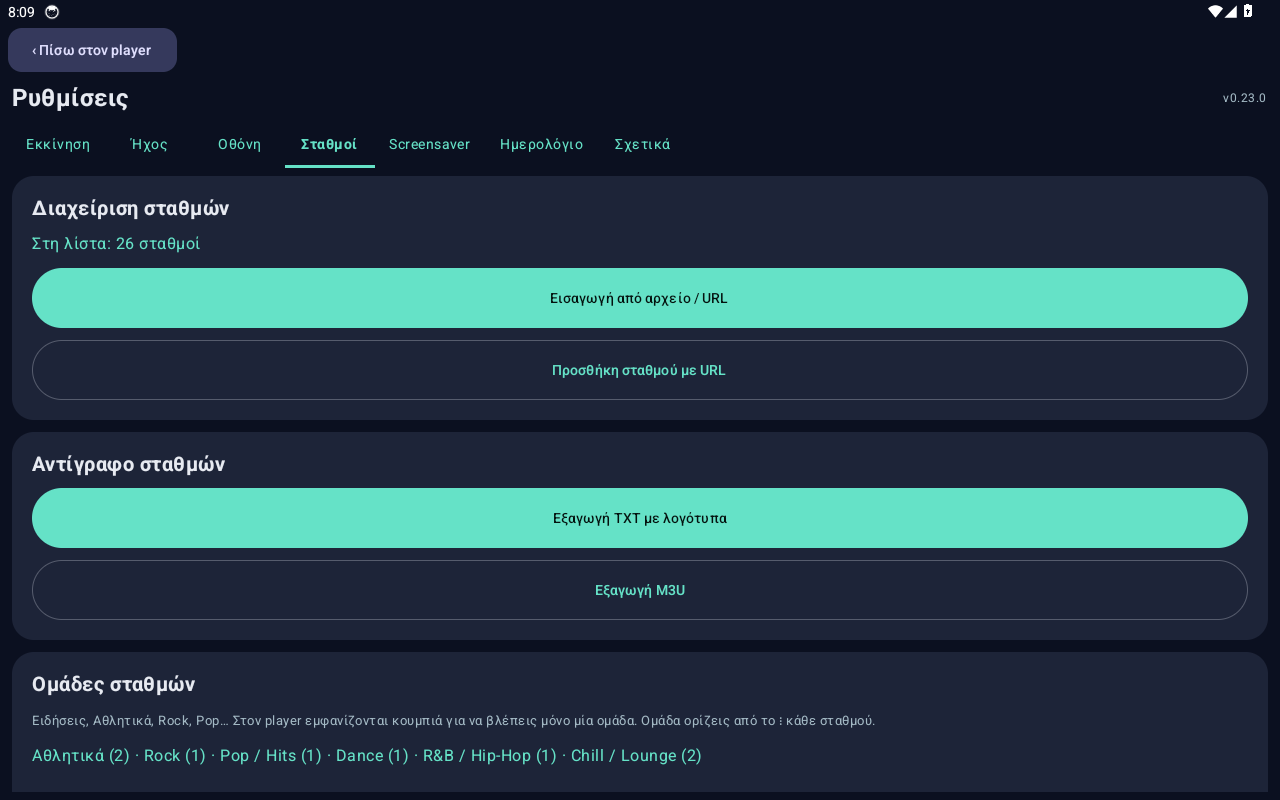 8:09
‹ Πίσω στον player
Ρυθμίσεις
v0.23.0
Εκκίνηση Ήχος Οθόνη Σταθμοί Screensaver Ημερολόγιο Σχετικά
Διαχείριση σταθμών
Στη λίστα: 26 σταθμοί
Εισαγωγή από αρχείο / URL
Προσθήκη σταθμού με URL
Αντίγραφο σταθμών
Εξαγωγή TXT με λογότυπα
Εξαγωγή M3U
Ομάδες σταθμών
Ειδήσεις, Αθλητικά, Rock, Pop… Στον player εμφανίζονται κουμπιά για να βλέπεις μόνο μία ομάδα. Ομάδα ορίζεις από το ⋮ κάθε σταθμού.
Αθλητικά (2) · Rock (1) · Pop / Hits (1) · Dance (1) · R&B / Hip-Hop (1) · Chill / Lounge (2)